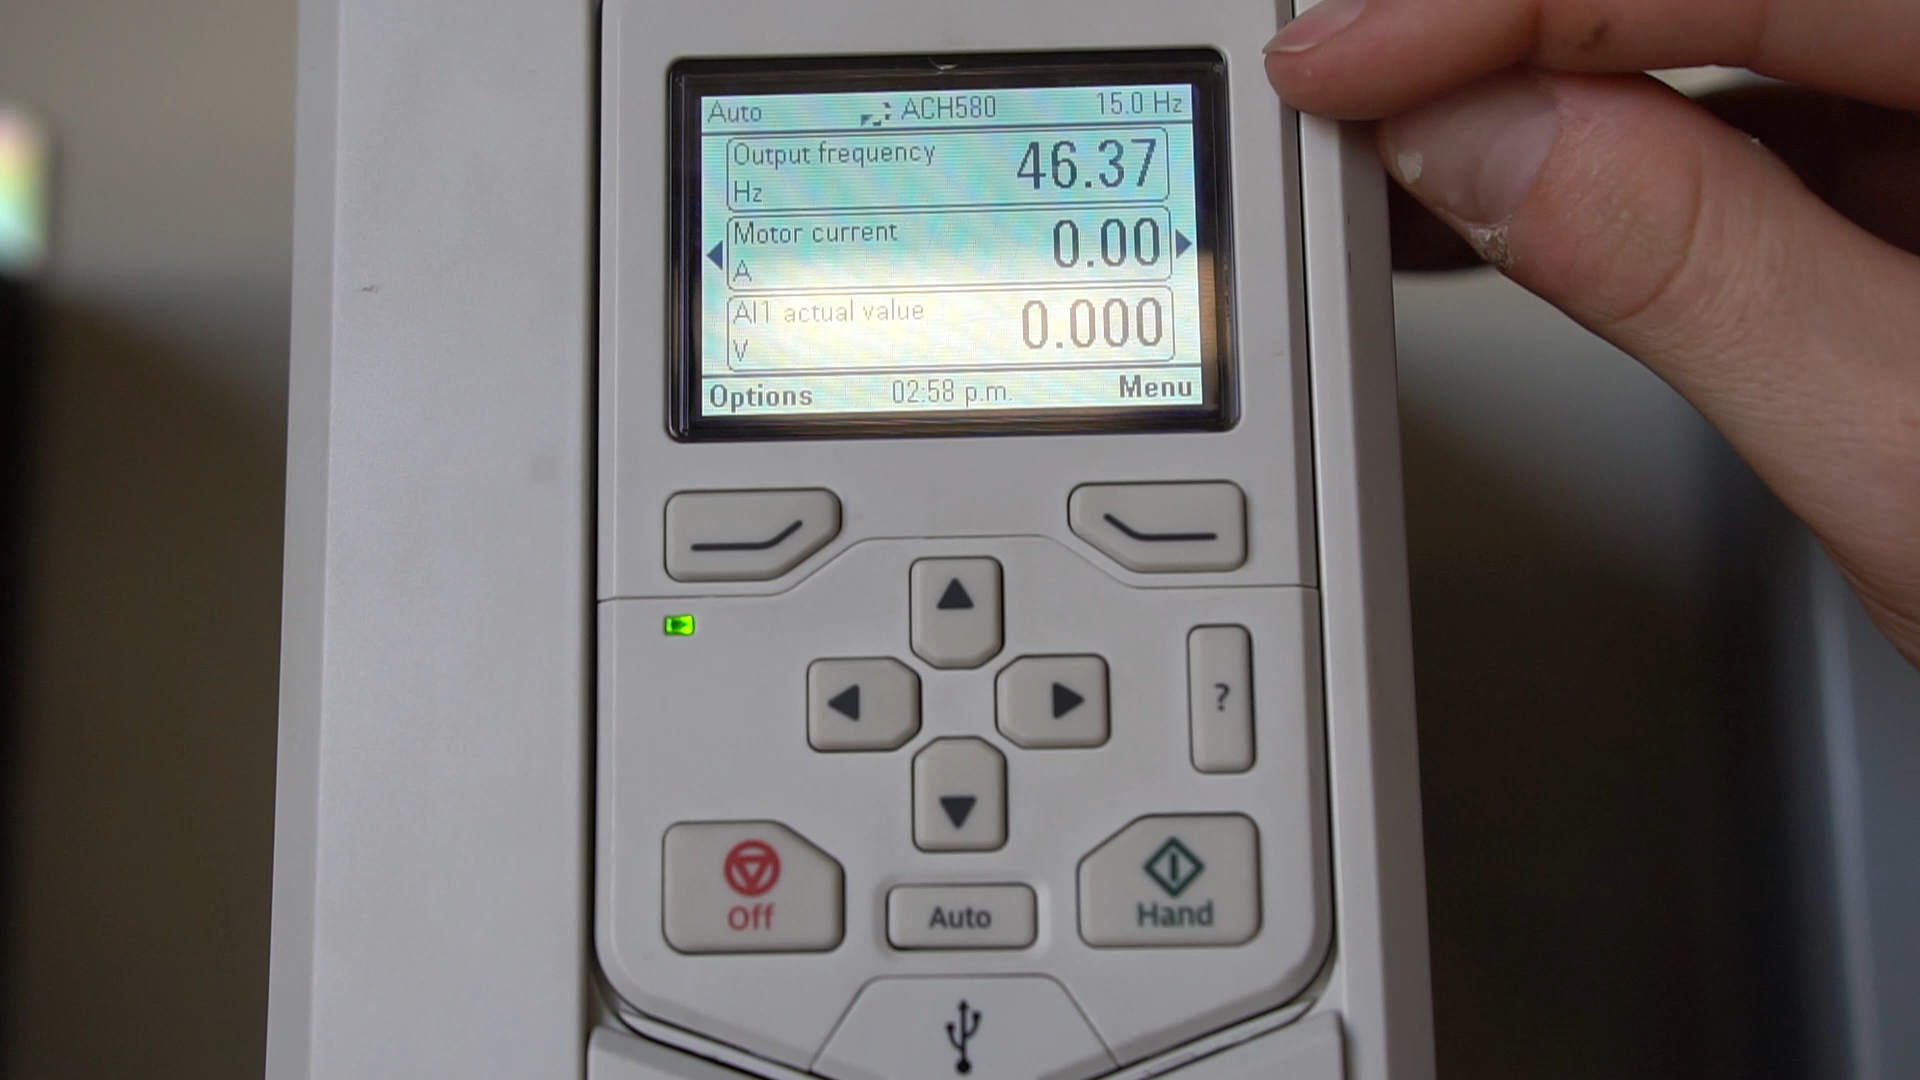 Auto ACH580 15.0 Hz
Output frequency 46.37
Hz
Motor current 0.00
A
AI1 actual value 0.000
V
Options 02:58 p.m. Menu
?
Off Auto Hand